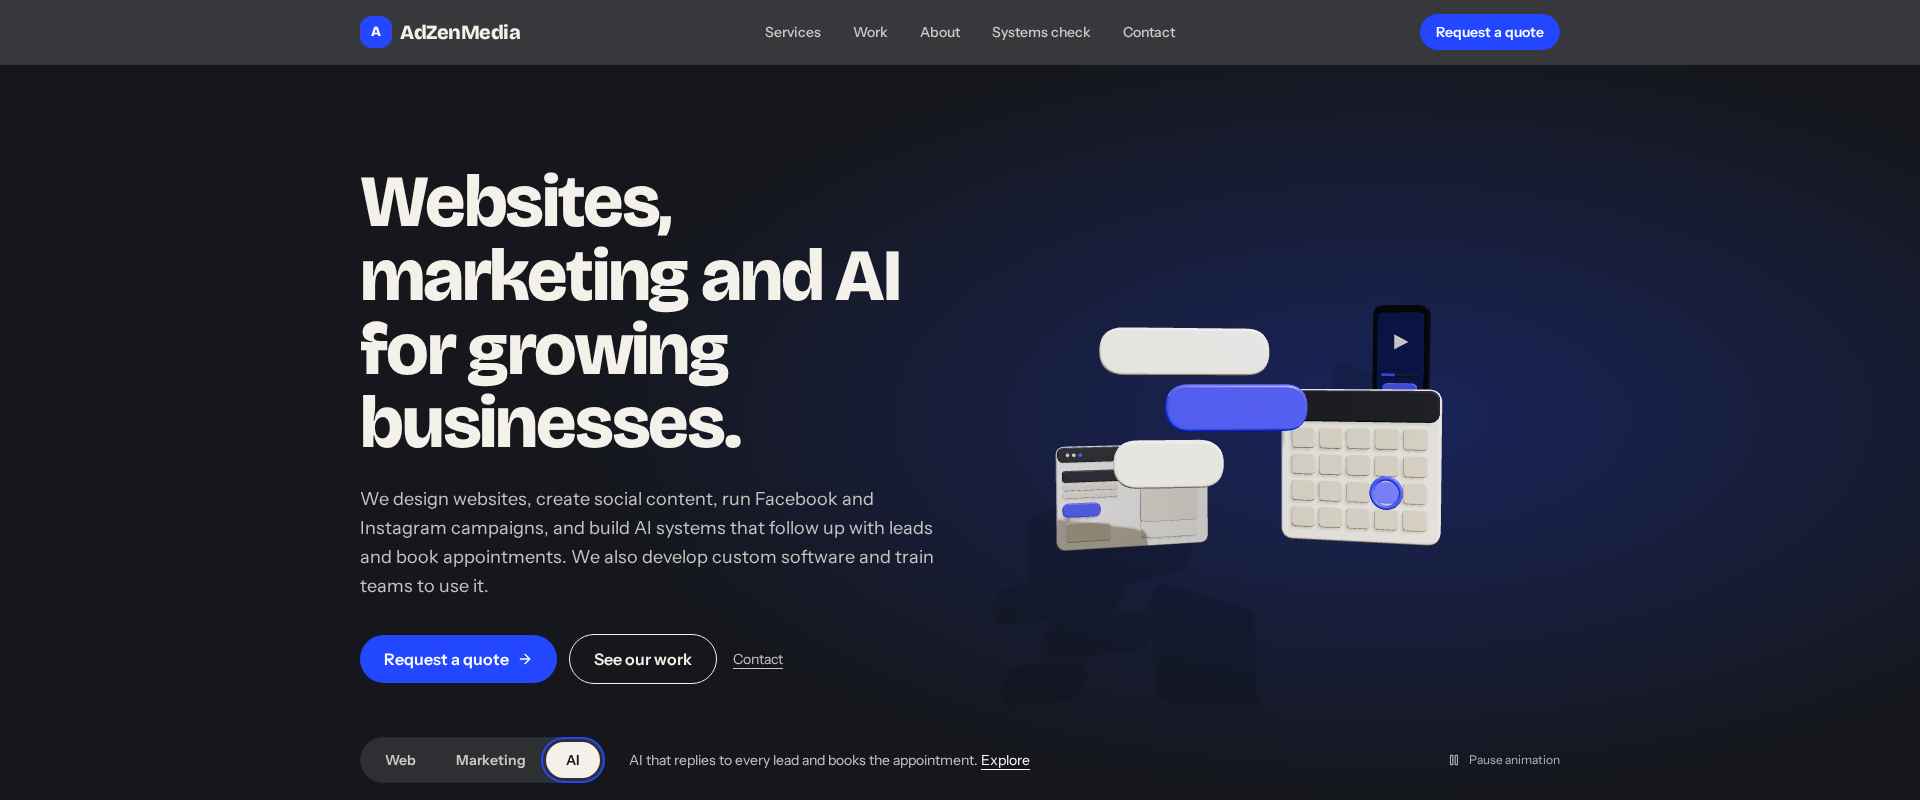 A AdZenMedia
Services Work About Systems check Contact
Request a quote
Websites,
marketing and AI
for growing
businesses.
We design websites, create social content, run Facebook and
Instagram campaigns, and build AI systems that follow up with leads
and book appointments. We also develop custom software and train
teams to use it.
Request a quote → See our work Contact
Web Marketing AI AI that replies to every lead and books the appointment. Explore
Pause animation